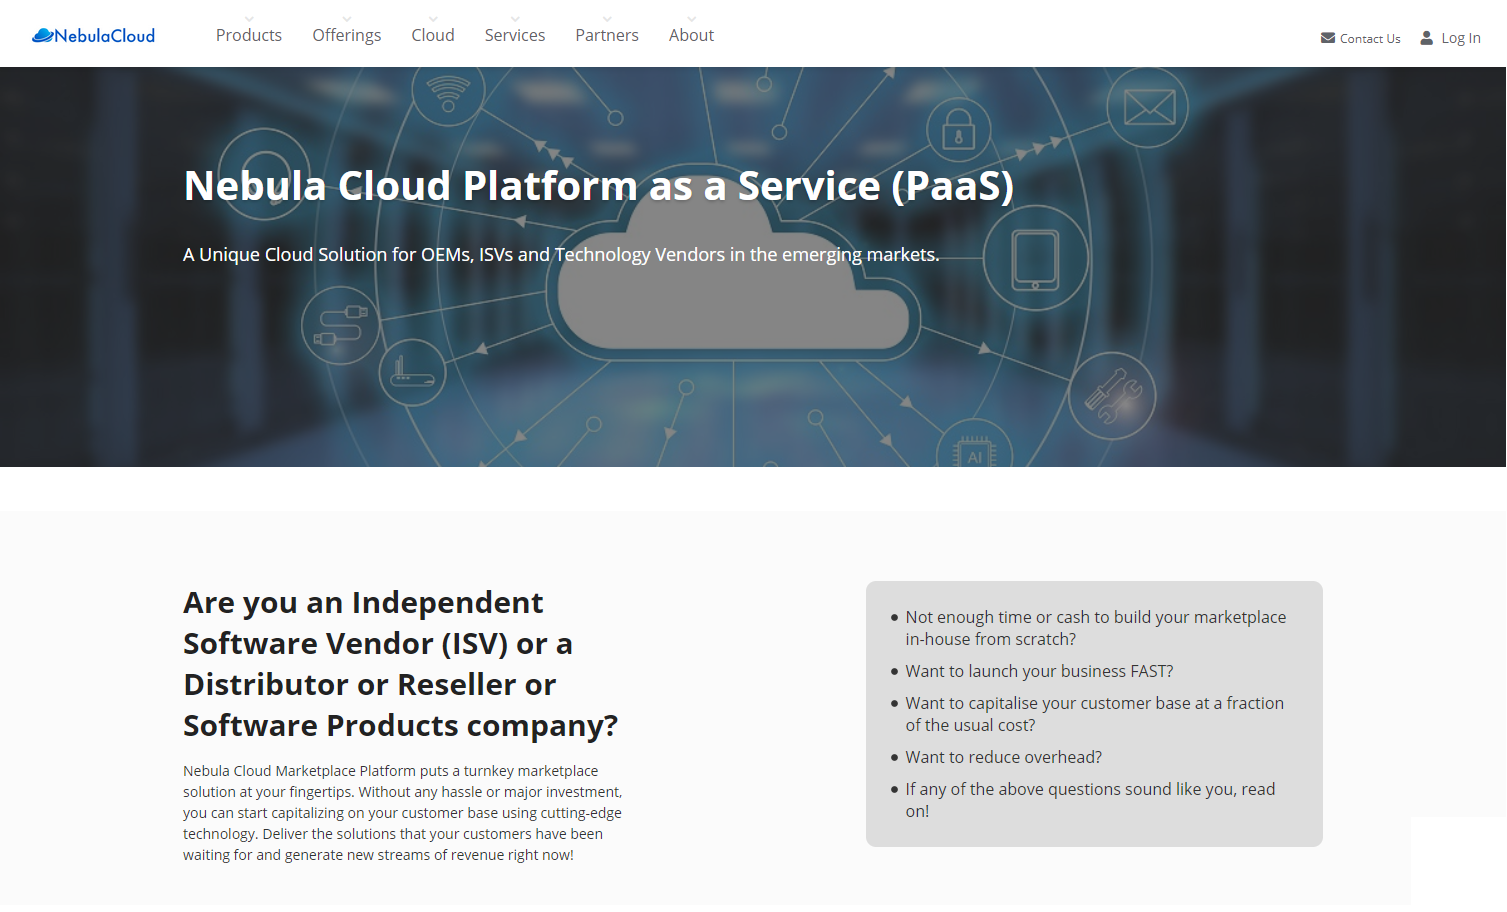 NebulaCloud
Products
Offerings
Cloud
Services
Partners
About
Contact Us
Log In
Nebula Cloud Platform as a Service (PaaS)
A Unique Cloud Solution for OEMs, ISVs and Technology Vendors in the emerging markets.
AI
Are you an Independent
Software Vendor (ISV) or a
Distributor or Reseller or
Software Products company?
Nebula Cloud Marketplace Platform puts a turnkey marketplace
solution at your fingertips. Without any hassle or major investment,
you can start capitalizing on your customer base using cutting-edge
technology. Deliver the solutions that your customers have been
waiting for and generate new streams of revenue right now!
• Not enough time or cash to build your marketplace
in-house from scratch?
• Want to launch your business FAST?
• Want to capitalise your customer base at a fraction
of the usual cost?
• Want to reduce overhead?
• If any of the above questions sound like you, read
on!